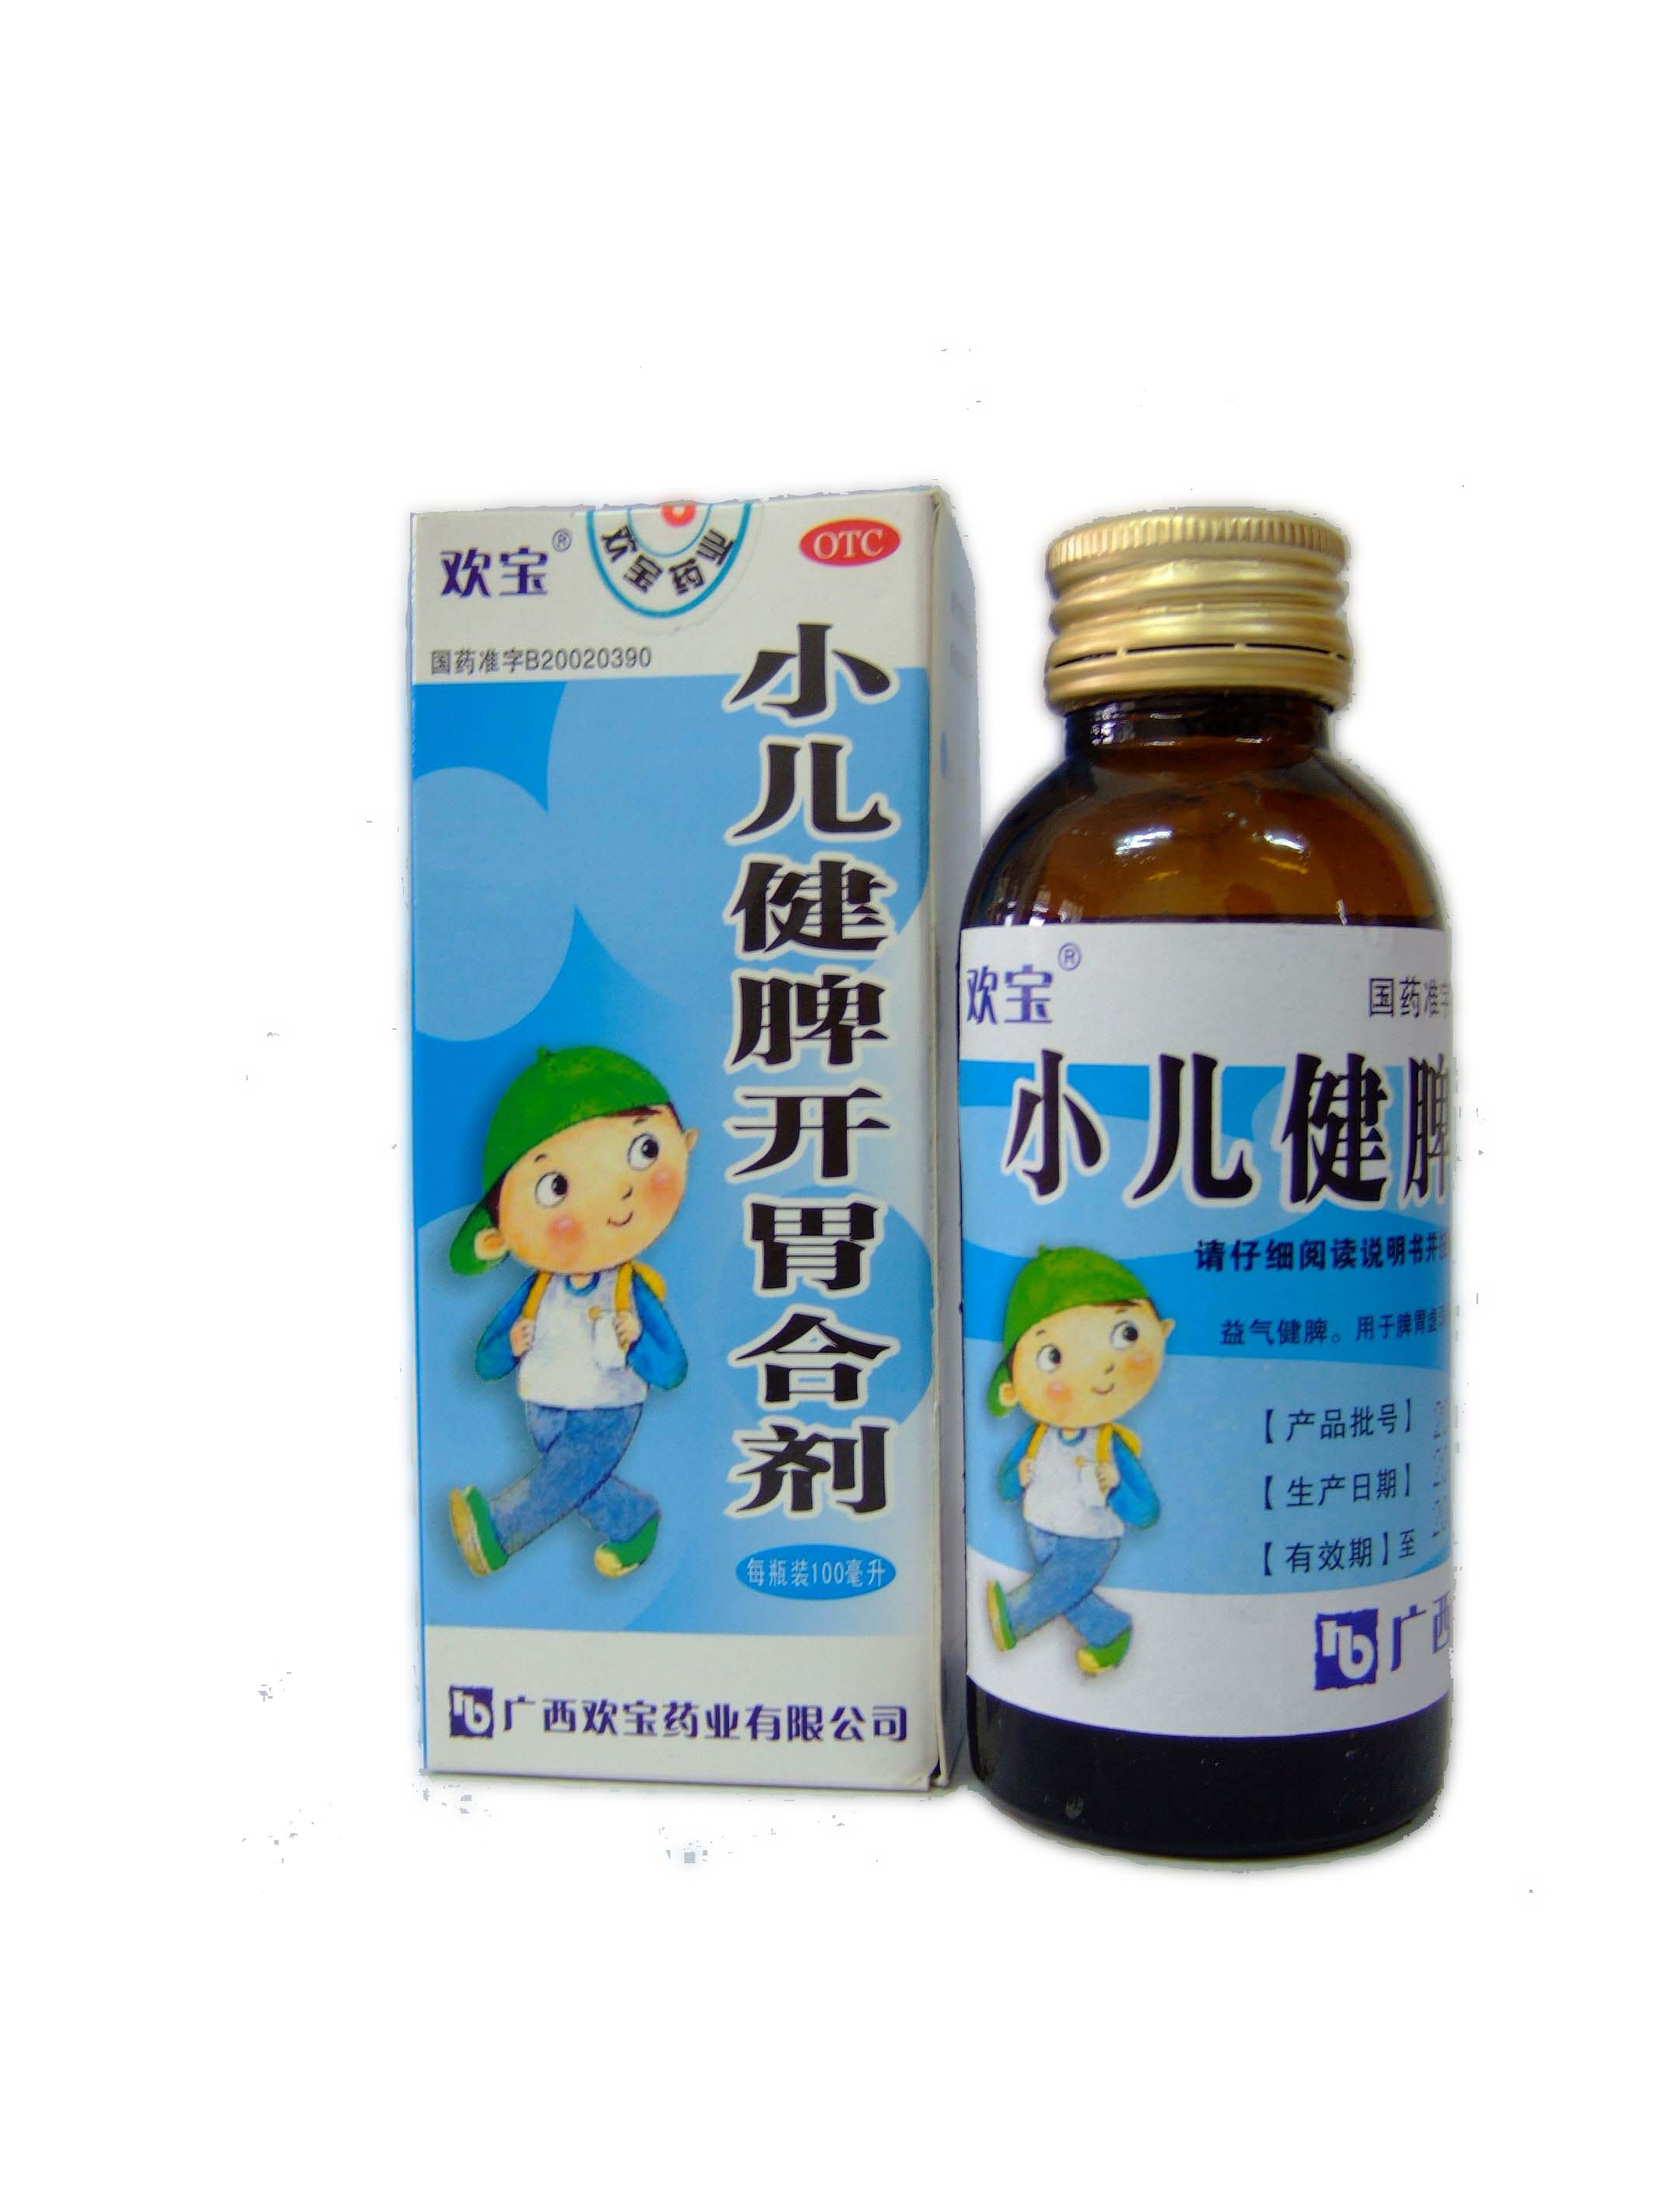 欢宝®
欢宝药业
OTC
国药准字B20020390
小儿健脾开胃合剂
每瓶装100毫升
广西欢宝药业有限公司
欢宝®
国药准字
小儿健脾
请仔细阅读说明书并
益气健脾。用于脾胃虚
【产品批号】
【生产日期】
【有效期】至
广西